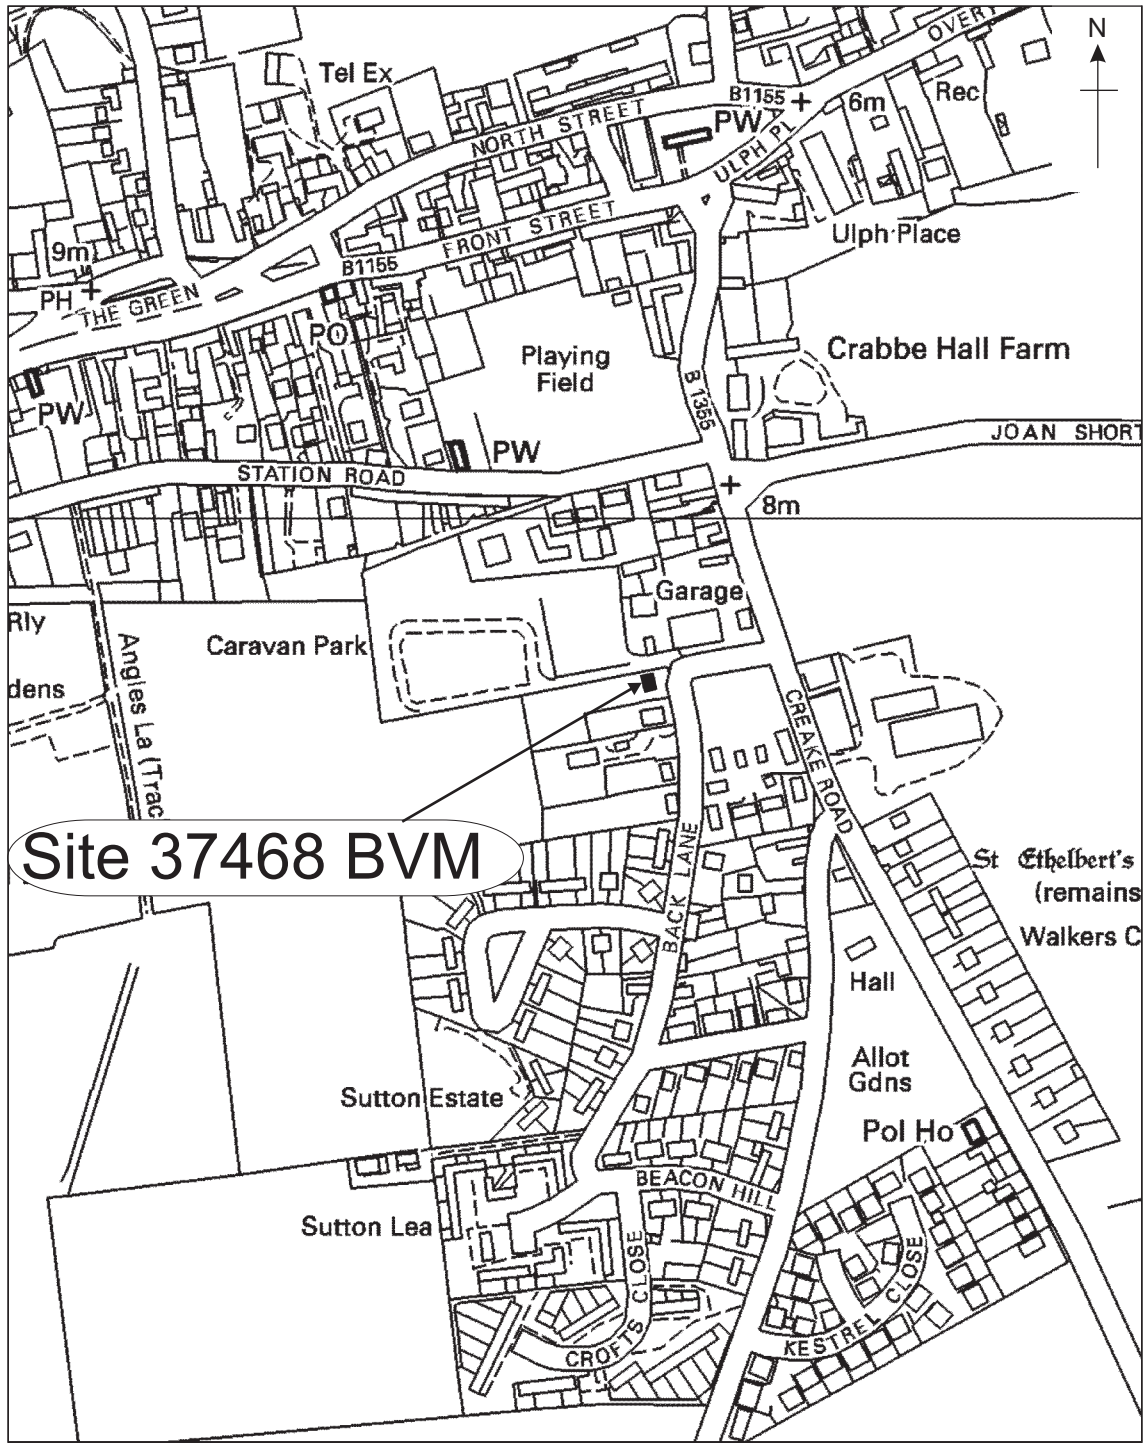 N
OVERY
Tel Ex
B1155
6m
Rec
NORTH STREET
PW
ULPH PL
FRONT STREET
Ulph Place
9m
B1155
PH
THE GREEN
PO
Playing
Field
Crabbe Hall Farm
B 1355
PW
PW
JOAN SHORT
STATION ROAD
8m
Garage
Rly
Caravan Park
dens
Angles La (Trac
CREAKE ROAD
Site 37468 BVM
BACK LANE
St Ethelbert's
(remains
Walkers C
Hall
Allot
Gdns
Sutton Estate
Pol Ho
BEACON HILL
Sutton Lea
CROFTS CLOSE
KESTREL CLOSE